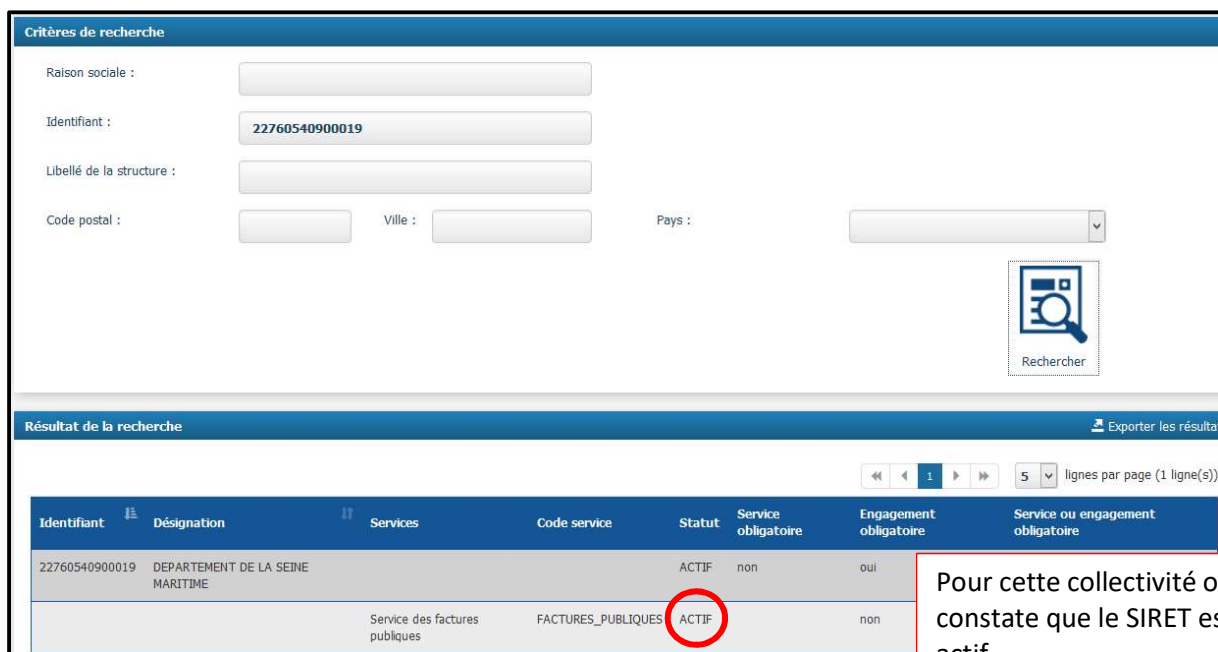 Critères de recherche
Raison sociale :
Identifiant : 22760540900019
Libellé de la structure :
Code postal : Ville : Pays :
Rechercher
Résultat de la recherche Exporter les
1 5 lignes par page (1 ligne(s))
Identifiant Désignation Services Code service Statut Service obligatoire Engagement obligatoire Service ou engagement obligatoire
22760540900019 DEPARTEMENT DE LA SEINE MARITIME ACTIF non oui
Service des factures publiques FACTURES_PUBLIQUES ACTIF non
Pour cette collectivité
constate que le SIRET